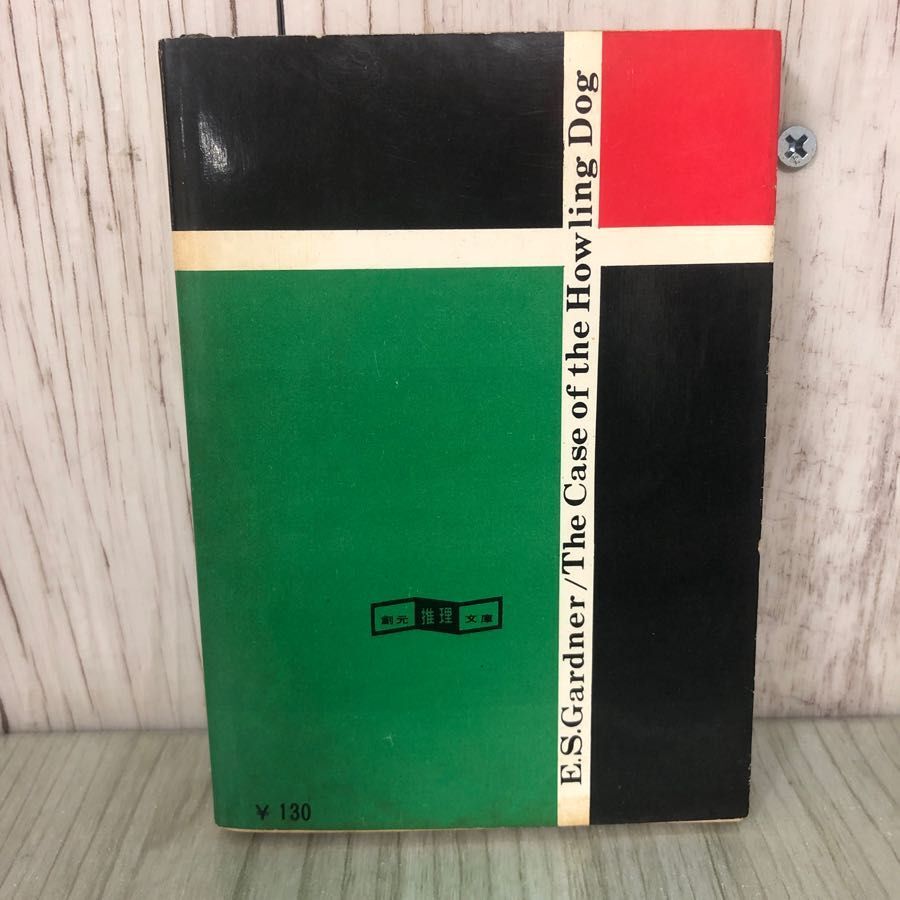 E.S.Gardner/The Case of the Howling Dog
創元推理文庫
¥ 130